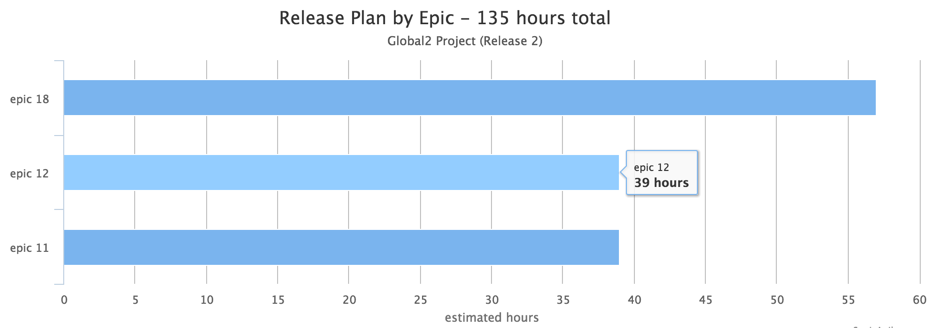 Release Plan by Epic – 135 hours total
Global2 Project (Release 2)
epic 18
epic 12
epic 12
39 hours
epic 11
0 5 10 15 20 25 30 35 40 45 50 55 60
estimated hours